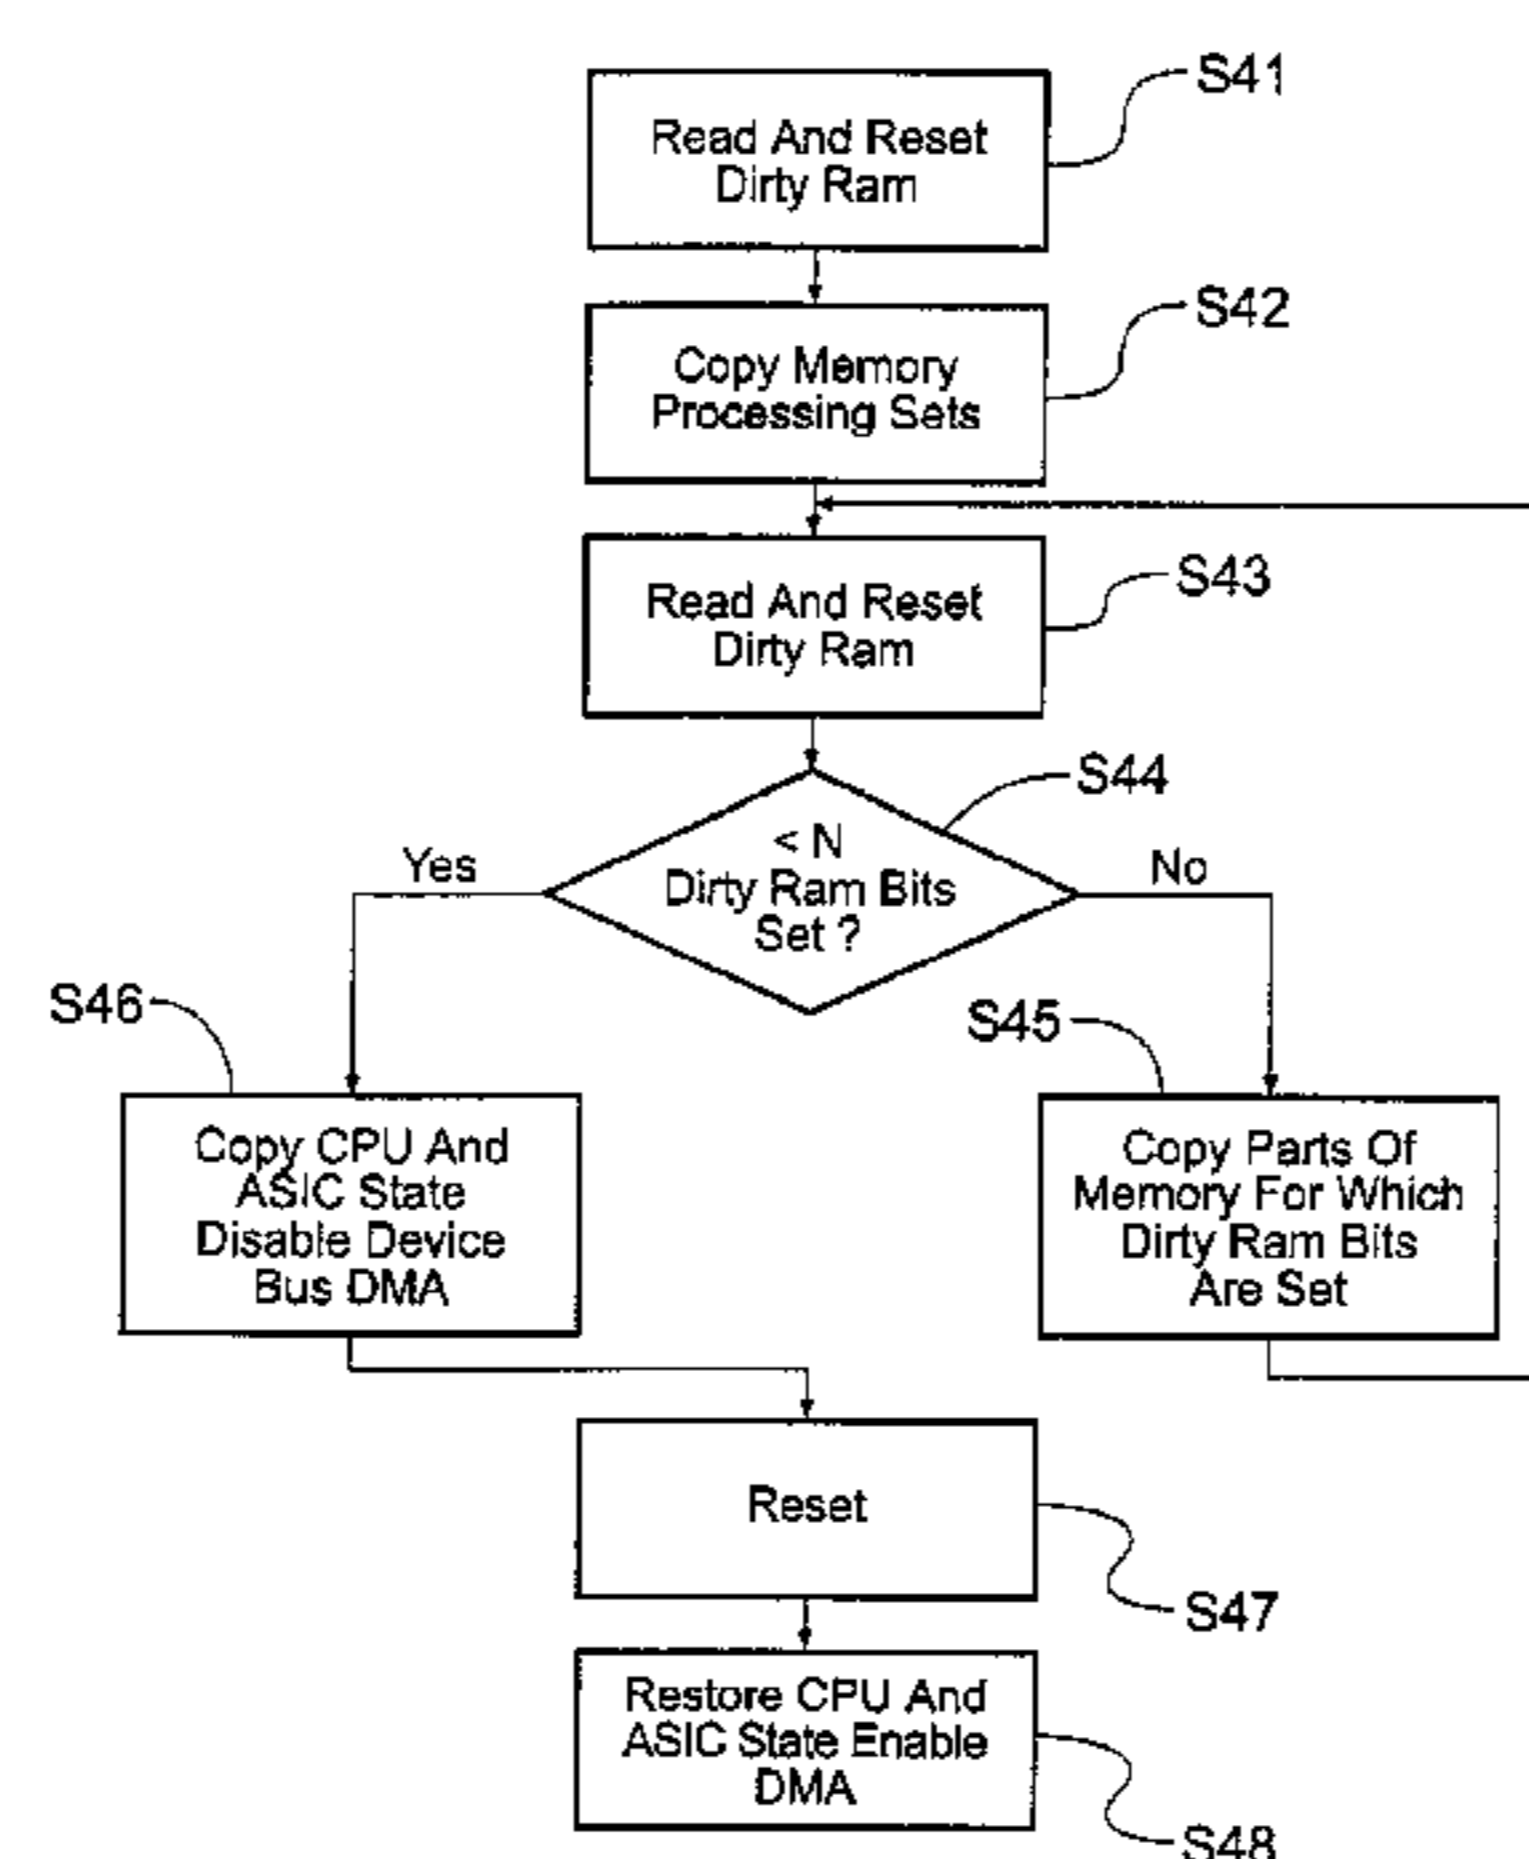 S41
Read And Reset
Dirty Ram
S42
Copy Memory
Processing Sets
Read And Reset
Dirty Ram
S43
S44
< N
Dirty Ram Bits
Set ?
Yes
No
S46
S45
Copy CPU And
ASIC State
Disable Device
Bus DMA
Copy Parts Of
Memory For Which
Dirty Ram Bits
Are Set
Reset
S47
Restore CPU And
ASIC State Enable
DMA
S48